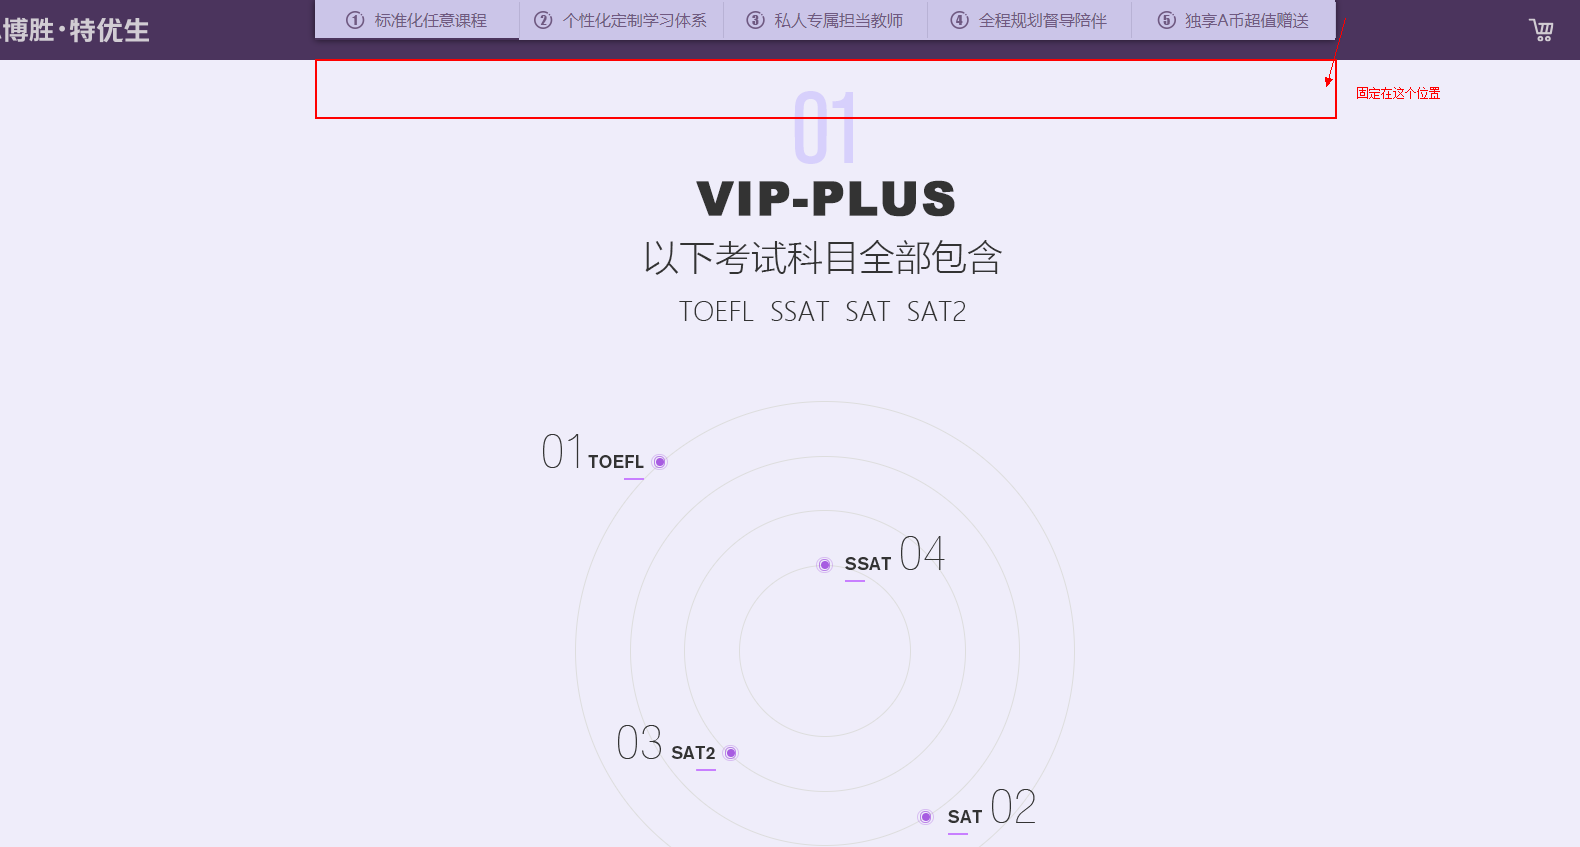 博胜·特优生
1 标准化任意课程
2 个性化定制学习体系
3 私人专属担当教师
4 全程规划督导陪伴
5 独享A币超值赠送
固定在这个位置
01
VIP-PLUS
以下考试科目全部包含
TOEFL SSAT SAT SAT2
01 TOEFL
SSAT 04
03 SAT2
SAT 02